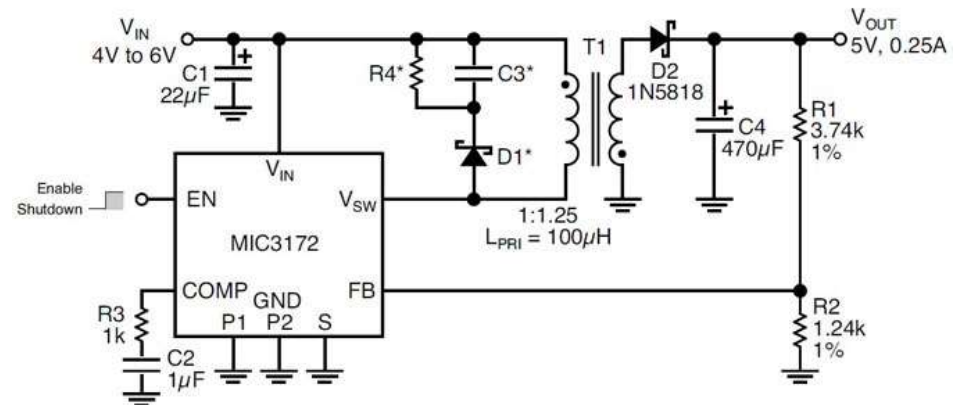 VIN
4V to 6V
C1
22µF
R4*
C3*
D1*
T1
1:1.25
LPRI = 100µH
D2
1N5818
VOUT
5V, 0.25A
C4
470µF
R1
3.74k
1%
Enable
Shutdown
EN
VIN
VSW
MIC3172
COMP
GND
FB
P1
P2
S
R3
1k
C2
1µF
R2
1.24k
1%
+
+